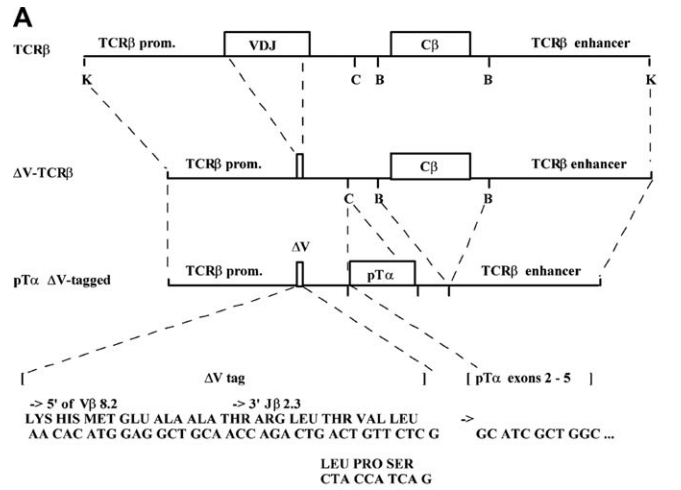 A
TCRβ prom. VDJ Cβ TCRβ enhancer
TCRβ
K C B B K
TCRβ prom. Cβ TCRβ enhancer
ΔV-TCRβ
C B B
ΔV
TCRβ prom. pTα TCRβ enhancer
pTα ΔV-tagged
[ ΔV tag ] [ pTα exons 2 - 5 ]
-> 5' of Vβ 8.2 -> 3' Jβ 2.3
LYS HIS MET GLU ALA ALA THR ARG LEU THR VAL LEU ->
AA CAC ATG GAG GCT GCA ACC AGA CTG ACT GTT CTC G GC ATC GCT GGC ...
LEU PRO SER
CTA CCA TCA G